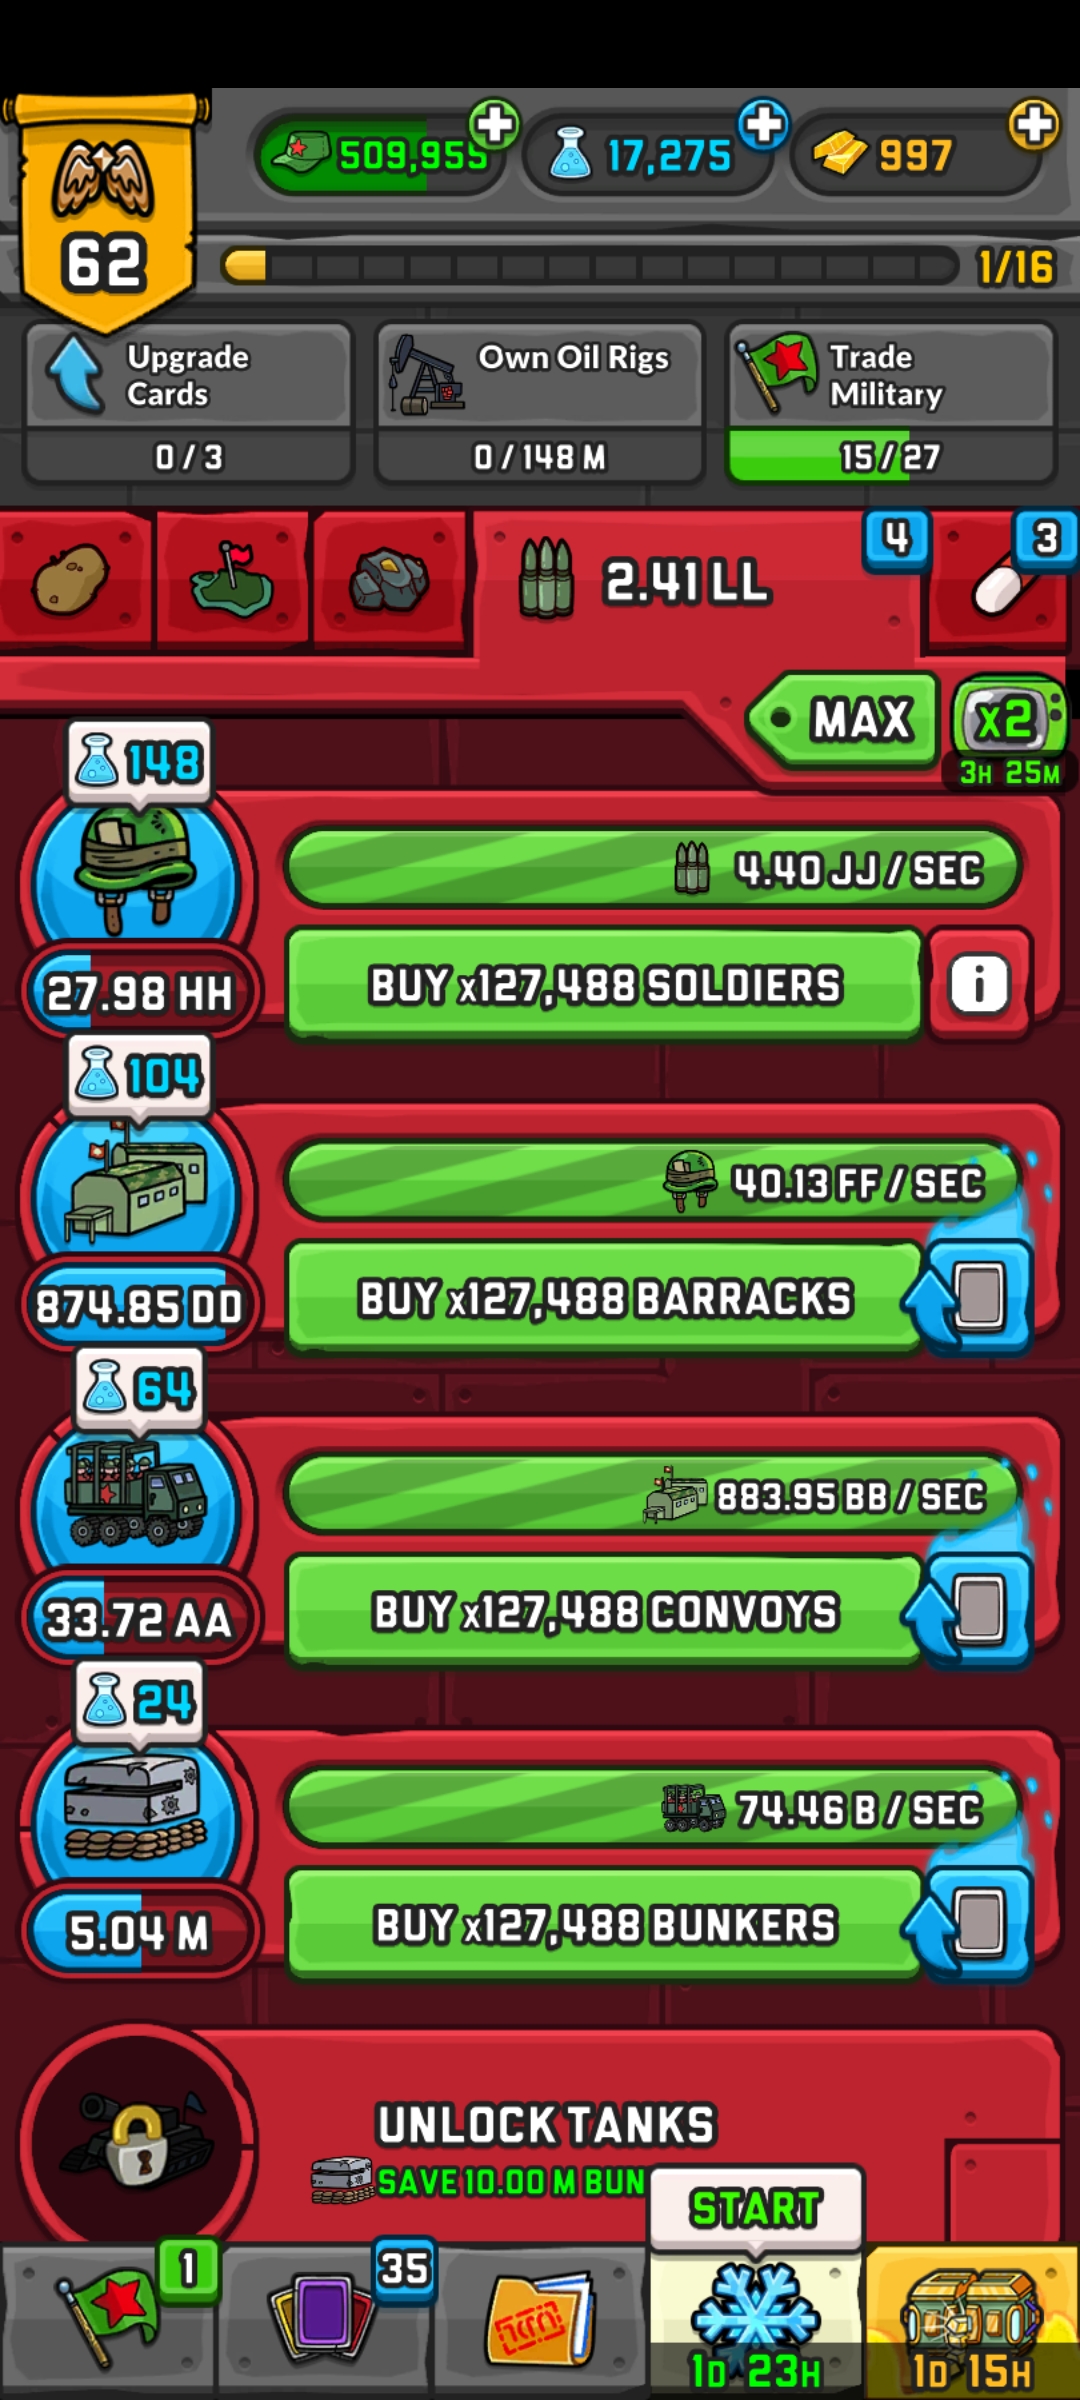 509,955
17,275
997
62
1/16
Upgrade
Cards
0 / 3
Own Oil Rigs
0 / 148 M
Trade
Military
15 / 27
2.41 LL
4
3
MAX
x2
3H 25M
148
4.40 JJ / SEC
27.98 HH
BUY x127,488 SOLDIERS
i
104
40.13 FF / SEC
874.85 DD
BUY x127,488 BARRACKS
64
883.95 BB / SEC
33.72 AA
BUY x127,488 CONVOYS
24
74.46 B / SEC
5.04 M
BUY x127,488 BUNKERS
UNLOCK TANKS
SAVE 10.00 M BUN
START
1
35
1D 23H
1D 15H